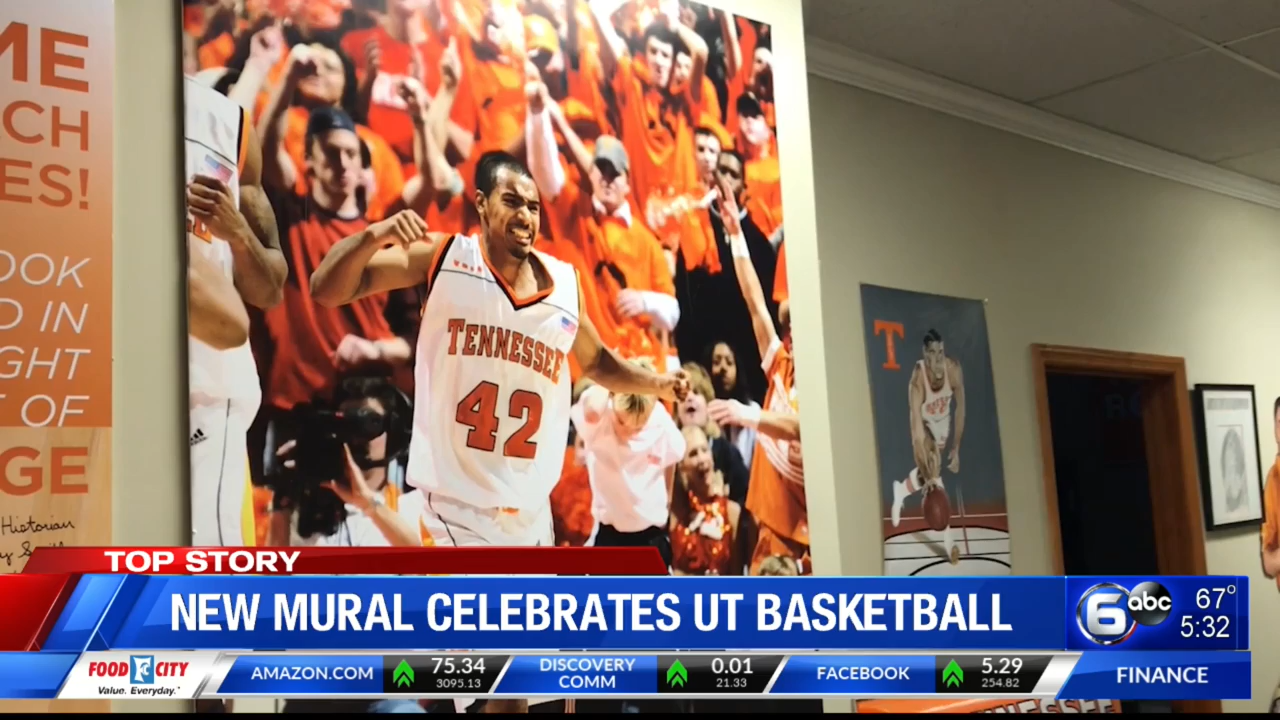 ME
CH
ES!
OOK
D IN
GHT
T OF
GE
Historian
TENNESSEE
42
T
TOP STORY
NEW MURAL CELEBRATES UT BASKETBALL
6 abc
67°
5:32
FOOD CITY
Value. Everyday.
AMAZON.COM
75.34
3095.13
DISCOVERY
COMM
0.01
21.33
FACEBOOK
5.29
254.82
FINANCE